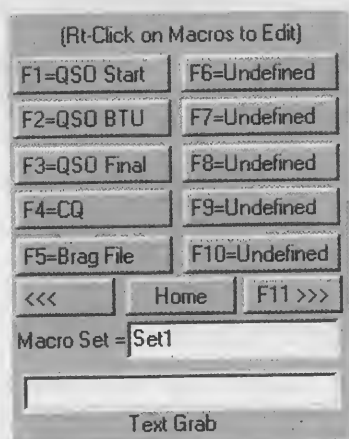 (Rt-Click on Macros to Edit)
F1=QSO Start F6=Undefined
F2=QSO BTU F7=Undefined
F3=QSO Final F8=Undefined
F4=CQ F9=Undefined
F5=Brag File F10=Undefined
<<< Home F11 >>>
Macro Set = Set1
Text Grab